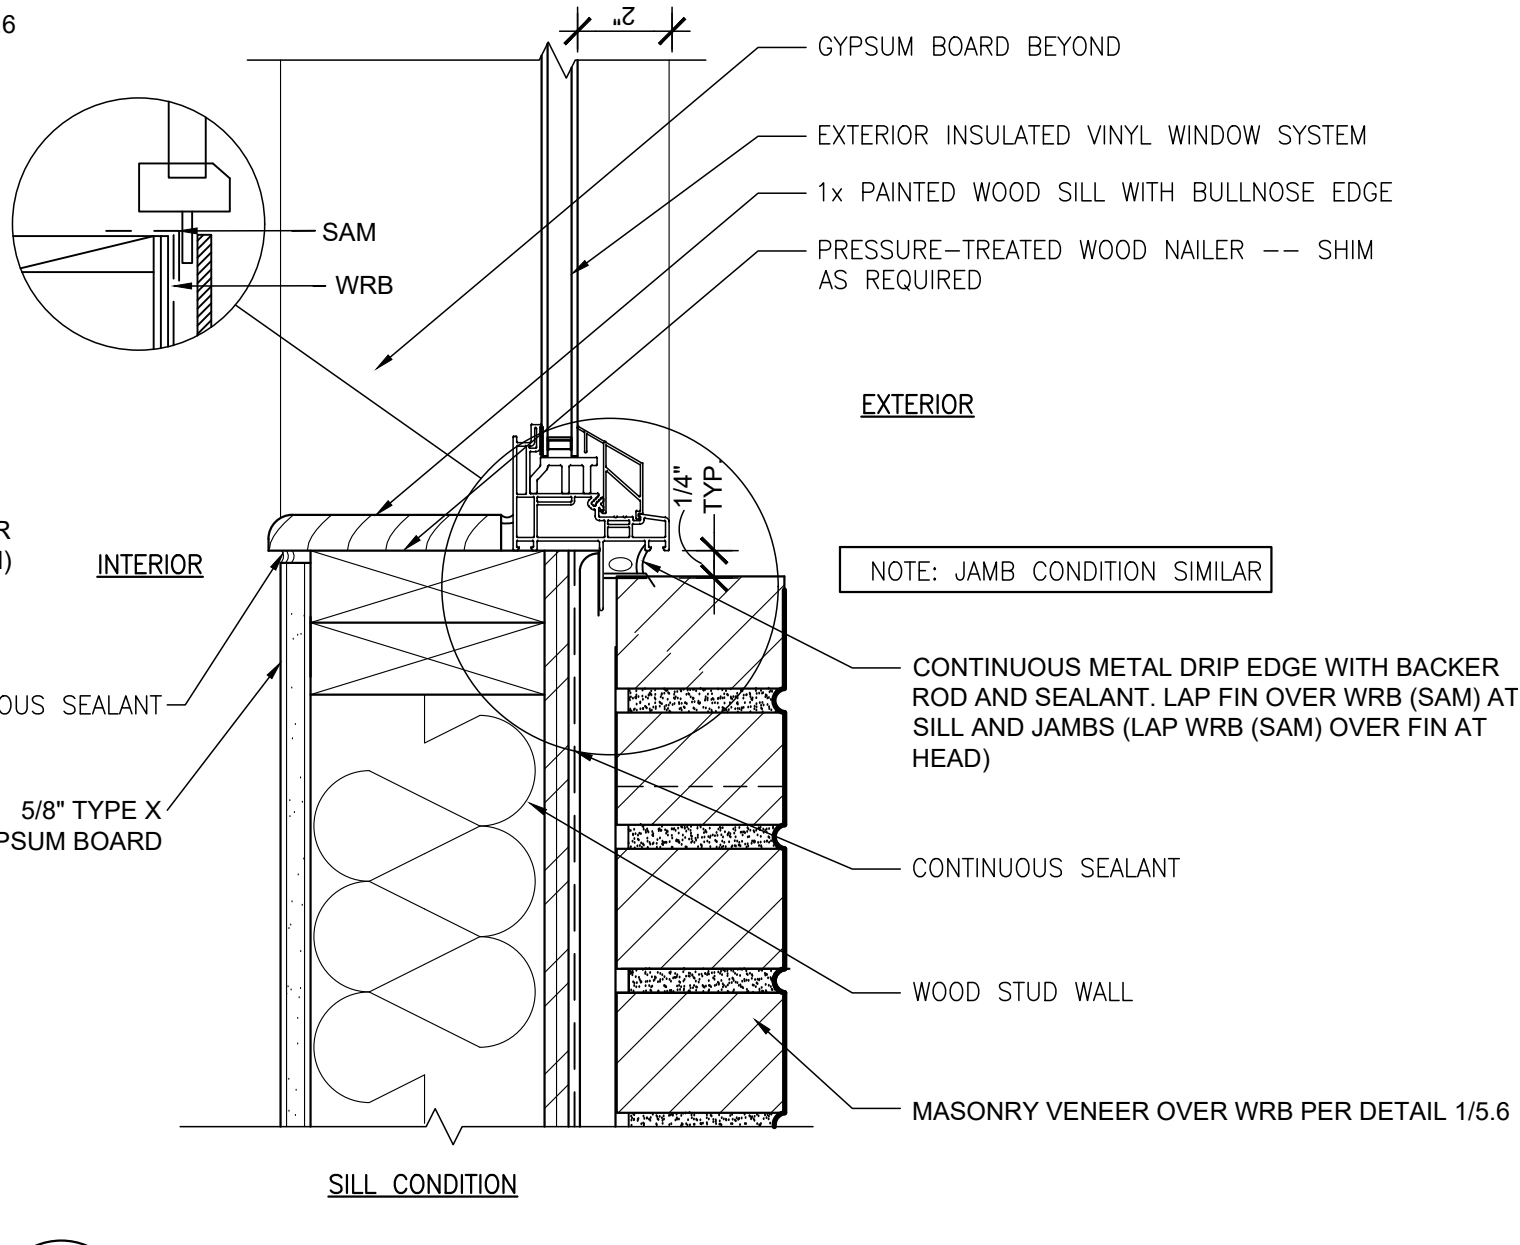 6
2"
GYPSUM BOARD BEYOND
EXTERIOR INSULATED VINYL WINDOW SYSTEM
1x PAINTED WOOD SILL WITH BULLNOSE EDGE
PRESSURE-TREATED WOOD NAILER -- SHIM
AS REQUIRED
SAM
WRB
EXTERIOR
1/4"
TYP
R
INTERIOR
NOTE: JAMB CONDITION SIMILAR
CONTINUOUS METAL DRIP EDGE WITH BACKER
ROD AND SEALANT. LAP FIN OVER WRB (SAM) AT
SILL AND JAMBS (LAP WRB (SAM) OVER FIN AT
HEAD)
OUS SEALANT
5/8" TYPE X
PSUM BOARD
CONTINUOUS SEALANT
WOOD STUD WALL
MASONRY VENEER OVER WRB PER DETAIL 1/5.6
SILL CONDITION